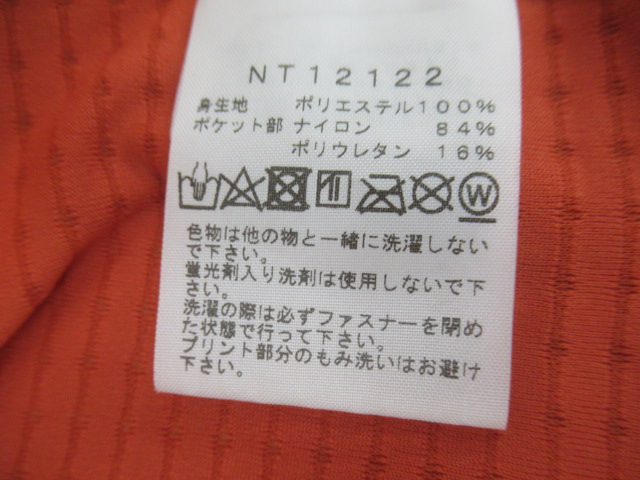 NT12122
身生地 ポリエステル100%
ポケット部 ナイロン 84%
ポリウレタン 16%
W
色物は他の物と一緒に洗濯しない
で下さい。
蛍光剤入り洗剤は使用しないで下
さい。
洗濯の際は必ずファスナーを閉め
た状態で行って下さい。
プリント部分のもみ洗いはお避け
下さい。